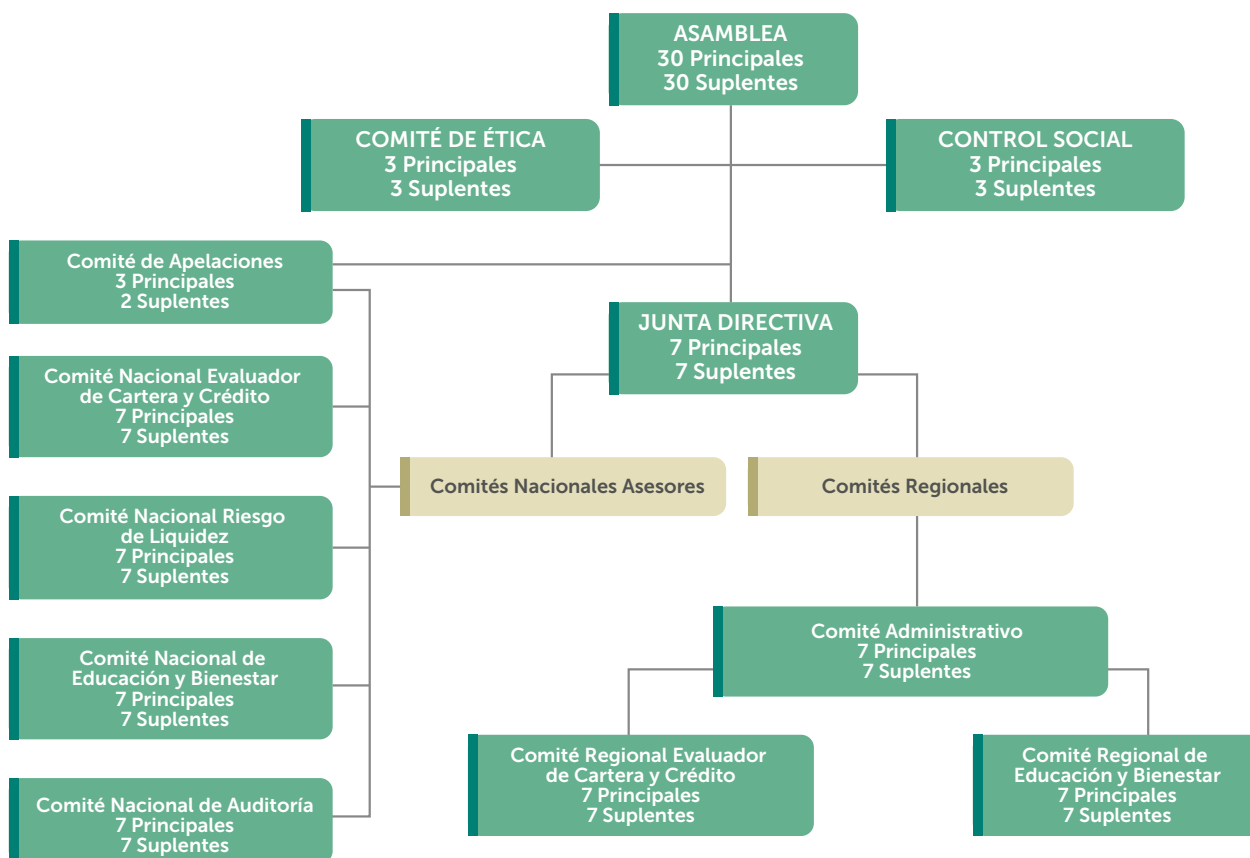 ASAMBLEA
30 Principales
30 Suplentes
COMITÉ DE ÉTICA
3 Principales
3 Suplentes
CONTROL SOCIAL
3 Principales
3 Suplentes
Comité de Apelaciones
3 Principales
2 Suplentes
JUNTA DIRECTIVA
7 Principales
7 Suplentes
Comité Nacional Evaluador
de Cartera y Crédito
7 Principales
7 Suplentes
Comités Nacionales Asesores
Comités Regionales
Comité Nacional Riesgo
de Liquidez
7 Principales
7 Suplentes
Comité Administrativo
7 Principales
7 Suplentes
Comité Nacional de
Educación y Bienestar
7 Principales
7 Suplentes
Comité Regional Evaluador
de Cartera y Crédito
7 Principales
7 Suplentes
Comité Regional de
Educación y Bienestar
7 Principales
7 Suplentes
Comité Nacional de Auditoría
7 Principales
7 Suplentes